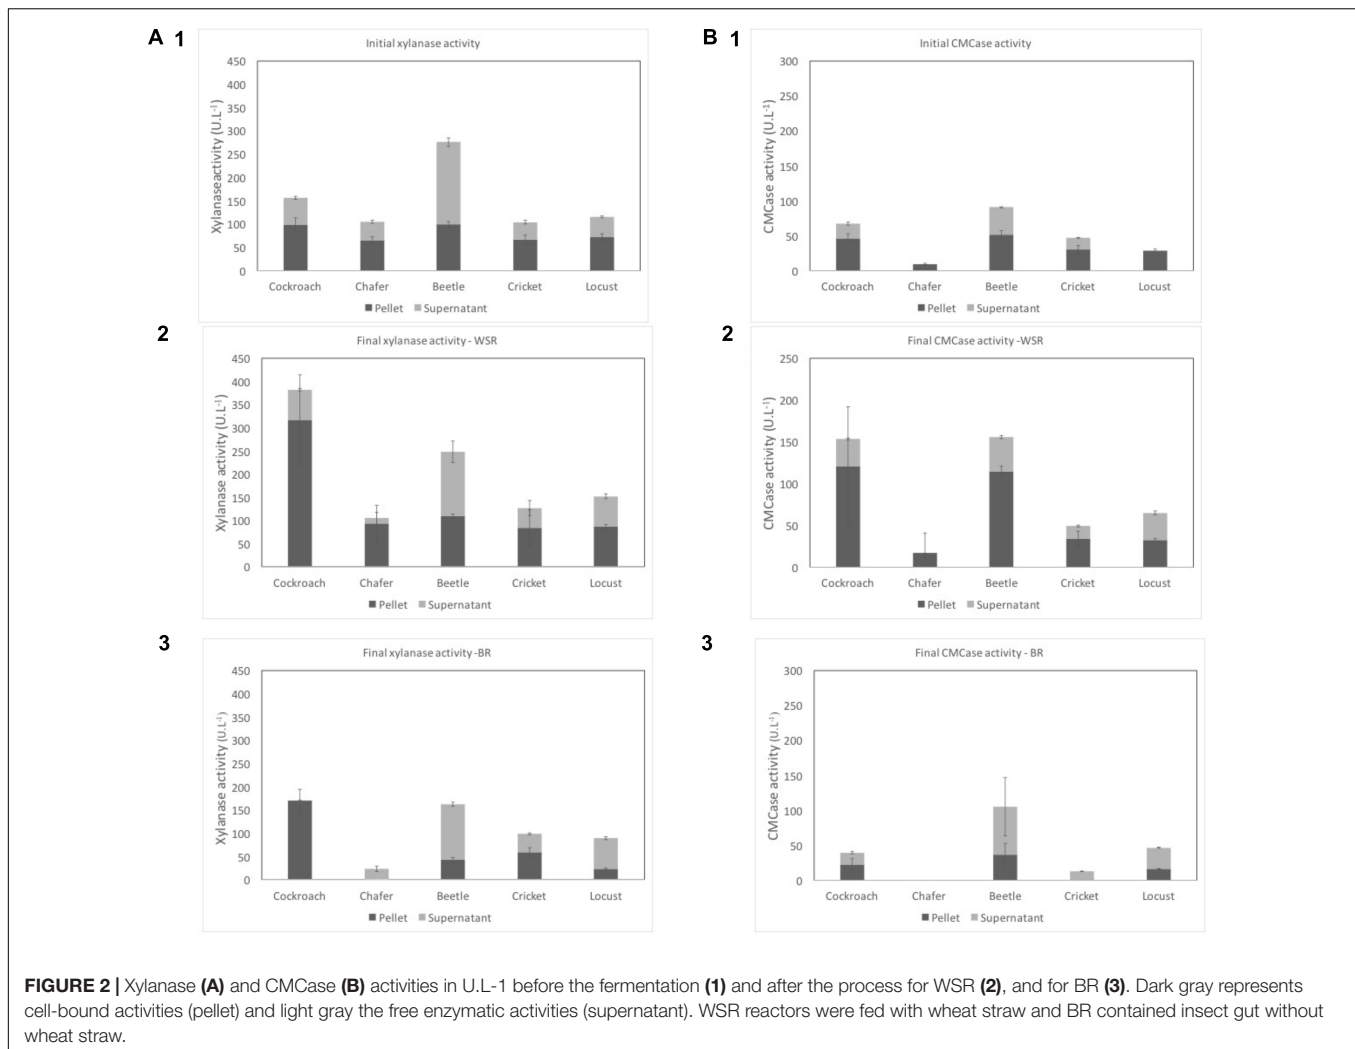 A 1
Initial xylanase activity
450
400
350
300
250
200
150
100
50
0
Xylanaseactivity (U.L-1)
Cockroach Chafer Beetle Cricket Locust
Pellet Supernatant
B 1
Initial CMCase activity
300
250
200
150
100
50
0
CMCase activity (U.L-1)
Cockroach Chafer Beetle Cricket Locust
Pellet Supernatant
2
Final xylanase activity - WSR
450
400
350
300
250
200
150
100
50
0
Xylanase activity (U.L-1)
Cockroach Chafer Beetle Cricket Locust
Pellet Supernatant
2
Final CMCase activity -WSR
250
200
150
100
50
0
CMCase activity (U.L-1)
Cockroach Chafer Beetle Cricket Locust
Pellet Supernatant
3
Final xylanase activity -BR
450
400
350
300
250
200
150
100
50
0
Xylanase activity (U.L-1)
Cockroach Chafer Beetle Cricket Locust
Pellet Supernatant
3
Final CMCase activity - BR
300
250
200
150
100
50
0
CMCase activity (U.L-1)
Cockroach Chafer Beetle Cricket Locust
Pellet Supernatant
FIGURE 2 | Xylanase (A) and CMCase (B) activities in U.L-1 before the fermentation (1) and after the process for WSR (2), and for BR (3). Dark gray represents
cell-bound activities (pellet) and light gray the free enzymatic activities (supernatant). WSR reactors were fed with wheat straw and BR contained insect gut without
wheat straw.